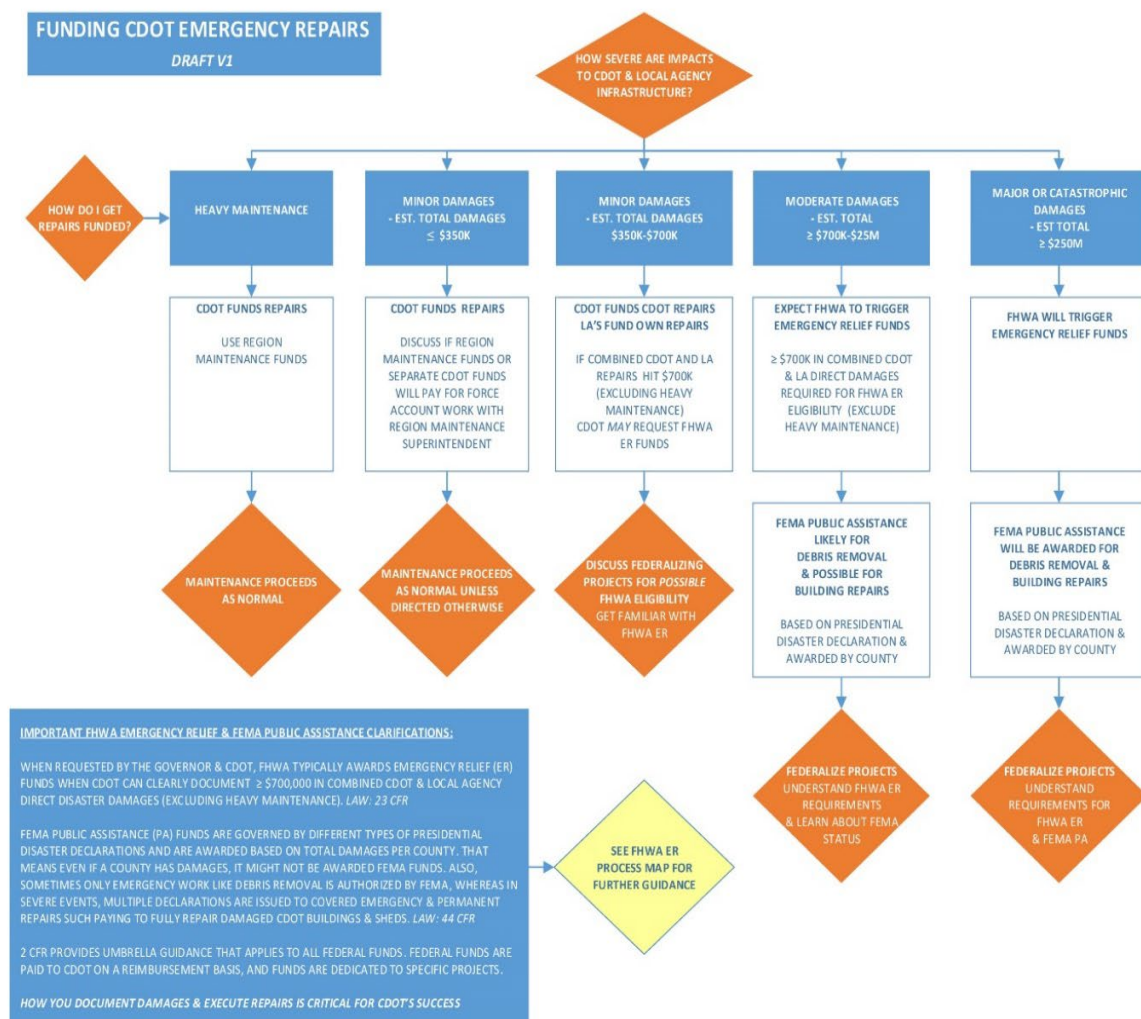 FUNDING CDOT EMERGENCY REPAIRS
DRAFT V1
HOW SEVERE ARE IMPACTS
TO CDOT & LOCAL AGENCY
INFRASTRUCTURE?
HOW DO I GET
REPAIRS FUNDED?
HEAVY MAINTENANCE
MINOR DAMAGES
- EST. TOTAL DAMAGES
≤ $350K
MINOR DAMAGES
- EST. TOTAL DAMAGES
$350K-$700K
MODERATE DAMAGES
- EST. TOTAL
≥ $700K-$25M
MAJOR OR CATASTROPHIC
DAMAGES
- EST TOTAL
≥ $250M
CDOT FUNDS REPAIRS
USE REGION
MAINTENANCE FUNDS
CDOT FUNDS REPAIRS
DISCUSS IF REGION
MAINTENANCE FUNDS OR
SEPARATE CDOT FUNDS
WILL PAY FOR FORCE
ACCOUNT WORK WITH
REGION MAINTENANCE
SUPERINTENDENT
CDOT FUNDS CDOT REPAIRS
LA'S FUND OWN REPAIRS
IF COMBINED CDOT AND LA
REPAIRS HIT $700K
(EXCLUDING HEAVY
MAINTENANCE)
CDOT MAY REQUEST FHWA
ER FUNDS
EXPECT FHWA TO TRIGGER
EMERGENCY RELIEF FUNDS
≥ $700K IN COMBINED CDOT
& LA DIRECT DAMAGES
REQUIRED FOR FHWA ER
ELIGIBILITY (EXCLUDE
HEAVY MAINTENANCE)
FHWA WILL TRIGGER
EMERGENCY RELIEF FUNDS
MAINTENANCE PROCEEDS
AS NORMAL
MAINTENANCE PROCEEDS
AS NORMAL UNLESS
DIRECTED OTHERWISE
DISCUSS FEDERALIZING
PROJECTS FOR POSSIBLE
FHWA ELIGIBILITY
GET FAMILIAR WITH
FHWA ER
FEMA PUBLIC ASSISTANCE
LIKELY FOR
DEBRIS REMOVAL
& POSSIBLE FOR
BUILDING REPAIRS
BASED ON PRESIDENTIAL
DISASTER DECLARATION &
AWARDED BY COUNTY
FEMA PUBLIC ASSISTANCE
WILL BE AWARDED FOR
DEBRIS REMOVAL &
BUILDING REPAIRS
BASED ON PRESIDENTIAL
DISASTER DECLARATION &
AWARDED BY COUNTY
FEDERALIZE PROJECTS
UNDERSTAND FHWA ER
REQUIREMENTS
& LEARN ABOUT FEMA
STATUS
FEDERALIZE PROJECTS
UNDERSTAND
REQUIREMENTS FOR
FHWA ER
& FEMA PA
IMPORTANT FHWA EMERGENCY RELIEF & FEMA PUBLIC ASSISTANCE CLARIFICATIONS:
WHEN REQUESTED BY THE GOVERNOR & CDOT, FHWA TYPICALLY AWARDS EMERGENCY RELIEF (ER)
FUNDS WHEN CDOT CAN CLEARLY DOCUMENT ≥ $700,000 IN COMBINED CDOT & LOCAL AGENCY
DIRECT DISASTER DAMAGES (EXCLUDING HEAVY MAINTENANCE). LAW: 23 CFR
FEMA PUBLIC ASSISTANCE (PA) FUNDS ARE GOVERNED BY DIFFERENT TYPES OF PRESIDENTIAL
DISASTER DECLARATIONS AND ARE AWARDED BASED ON TOTAL DAMAGES PER COUNTY. THAT
MEANS EVEN IF A COUNTY HAS DAMAGES, IT MIGHT NOT BE AWARDED FEMA FUNDS. ALSO,
SOMETIMES ONLY EMERGENCY WORK LIKE DEBRIS REMOVAL IS AUTHORIZED BY FEMA, WHEREAS IN
SEVERE EVENTS, MULTIPLE DECLARATIONS ARE ISSUED TO COVERED EMERGENCY & PERMANENT
REPAIRS SUCH PAYING TO FULLY REPAIR DAMAGED CDOT BUILDINGS & SHEDS. LAW: 44 CFR
2 CFR PROVIDES UMBRELLA GUIDANCE THAT APPLIES TO ALL FEDERAL FUNDS. FEDERAL FUNDS ARE
PAID TO CDOT ON A REIMBURSEMENT BASIS, AND FUNDS ARE DEDICATED TO SPECIFIC PROJECTS.
HOW YOU DOCUMENT DAMAGES & EXECUTE REPAIRS IS CRITICAL FOR CDOT'S SUCCESS
SEE FHWA ER
PROCESS MAP FOR
FURTHER GUIDANCE